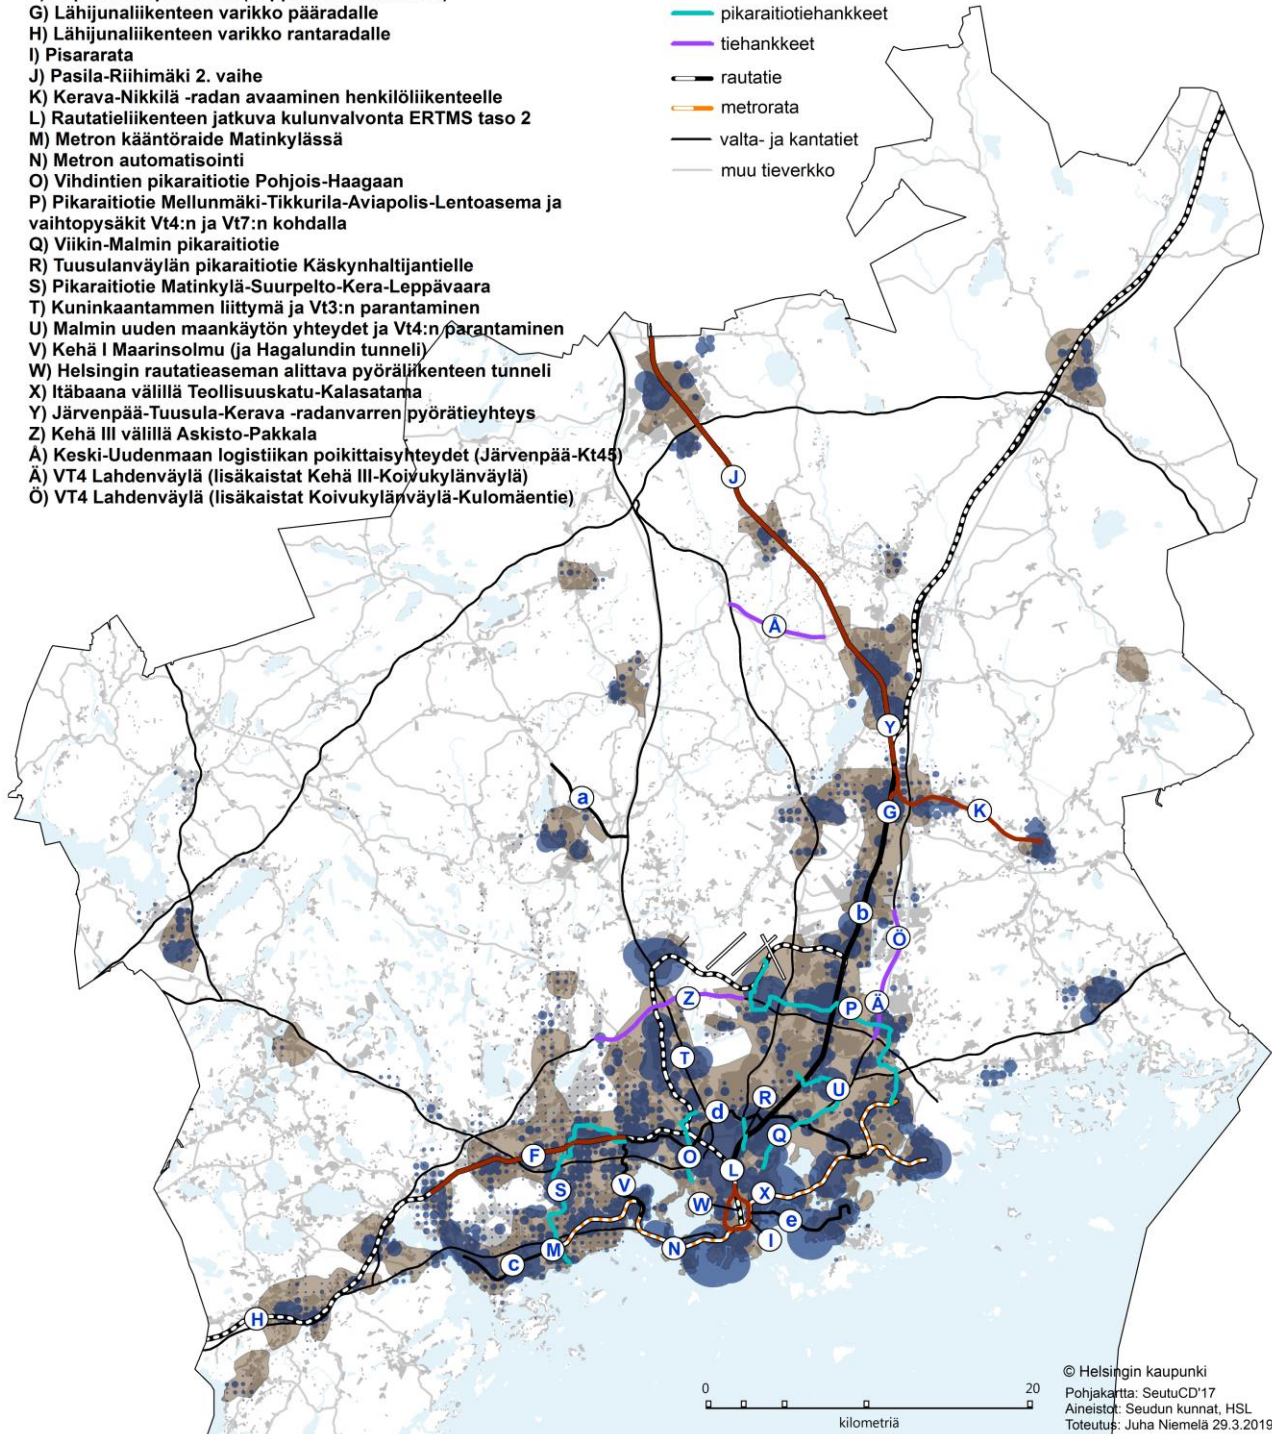 G) Lähijunaliikenteen varikko pääradalle
H) Lähijunaliikenteen varikko rantaradalle
I) Pisararata
J) Pasila-Riihimäki 2. vaihe
K) Kerava-Nikkilä -radan avaaminen henkilöliikenteelle
L) Rautatieliikenteen jatkuva kulunvalvonta ERTMS taso 2
M) Metron kääntöraide Matinkylässä
N) Metron automatisointi
O) Vihdintien pikaraitiotie Pohjois-Haagaan
P) Pikaraitiotie Mellunmäki-Tikkurila-Aviapolis-Lentoasema ja
vaihtopysäkit Vt4:n ja Vt7:n kohdalla
Q) Viikin-Malmin pikaraitiotie
R) Tuusulanväylän pikaraitiotie Käskynhaltijantielle
S) Pikaraitiotie Matinkylä-Suurpelto-Kera-Leppävaara
T) Kuninkaantammen liittymä ja Vt3:n parantaminen
U) Malmin uuden maankäytön yhteydet ja Vt4:n parantaminen
V) Kehä I Maarinsolmu (ja Hagalundin tunneli)
W) Helsingin rautatieaseman alittava pyöräliikenteen tunneli
X) Itäbaana välillä Teollisuuskatu-Kalasatama
Y) Järvenpää-Tuusula-Kerava -radanvarren pyörätieyhteys
Z) Kehä III välillä Askisto-Pakkala
Å) Keski-Uudenmaan logistiikan poikittaisyhteydet (Järvenpää-Kt45)
Ä) VT4 Lahdenväylä (lisäkaistat Kehä III-Koivukylänväylä)
Ö) VT4 Lahdenväylä (lisäkaistat Koivukylänväylä-Kulomäentie)
pikaraitiotiehankkeet
tiehankkeet
rautatie
metrorata
valta- ja kantatiet
muu tieverkko
J
Å
Y
a
G
K
b
Ö
Z
P
Ä
T
U
R
d
Q
O
F
L
S
V
X
W
e
I
M
N
c
H
0
20
kilometriä
© Helsingin kaupunki
Pohjakartta: SeutuCD'17
Aineistot: Seudun kunnat, HSL
Toteutus: Juha Niemelä 29.3.2019